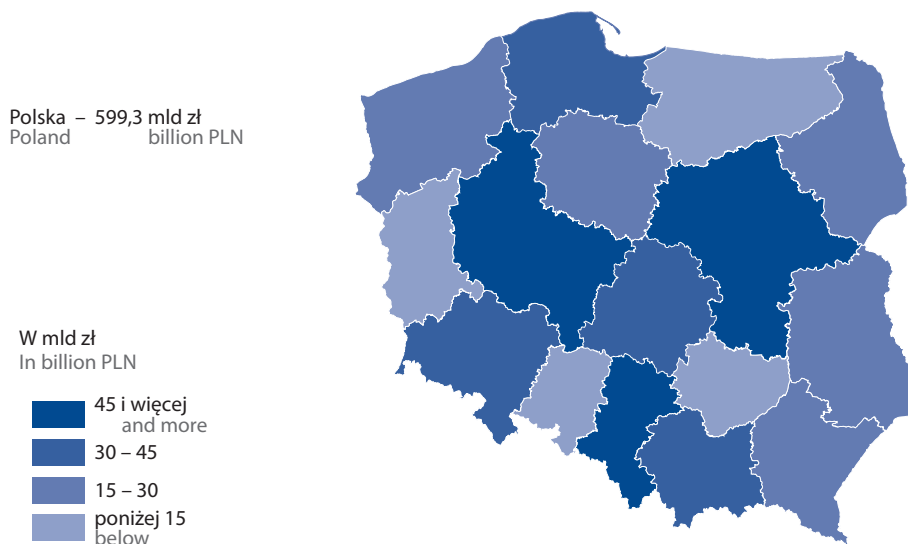 Polska – 599,3 mld zł
Poland billion PLN
W mld zł
In billion PLN
45 i więcej
and more
30 – 45
15 – 30
poniżej 15
below